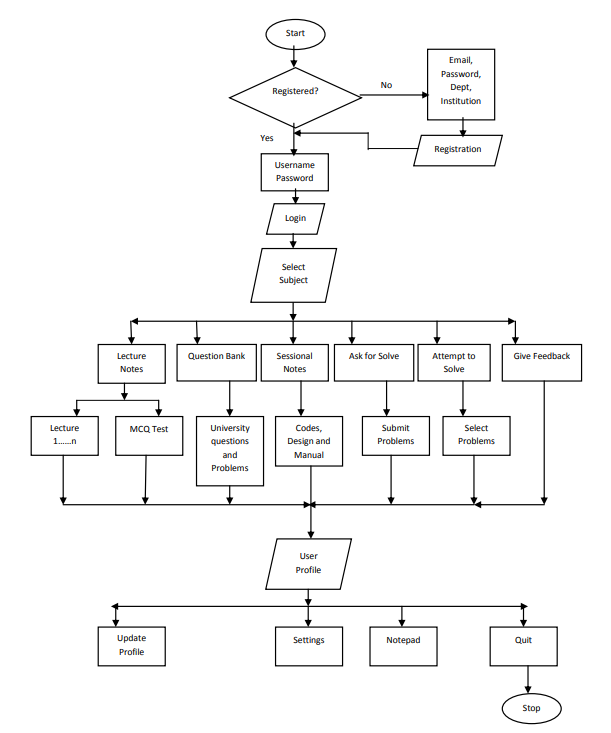 Start
Registered?
No
Email,
Password,
Dept,
Institution
Registration
Yes
Username
Password
Login
Select
Subject
Lecture
Notes
Question Bank
Sessional
Notes
Ask for Solve
Attempt to
Solve
Give Feedback
Lecture
1......n
MCQ Test
University
questions
and
Problems
Codes,
Design and
Manual
Submit
Problems
Select
Problems
User
Profile
Update
Profile
Settings
Notepad
Quit
Stop